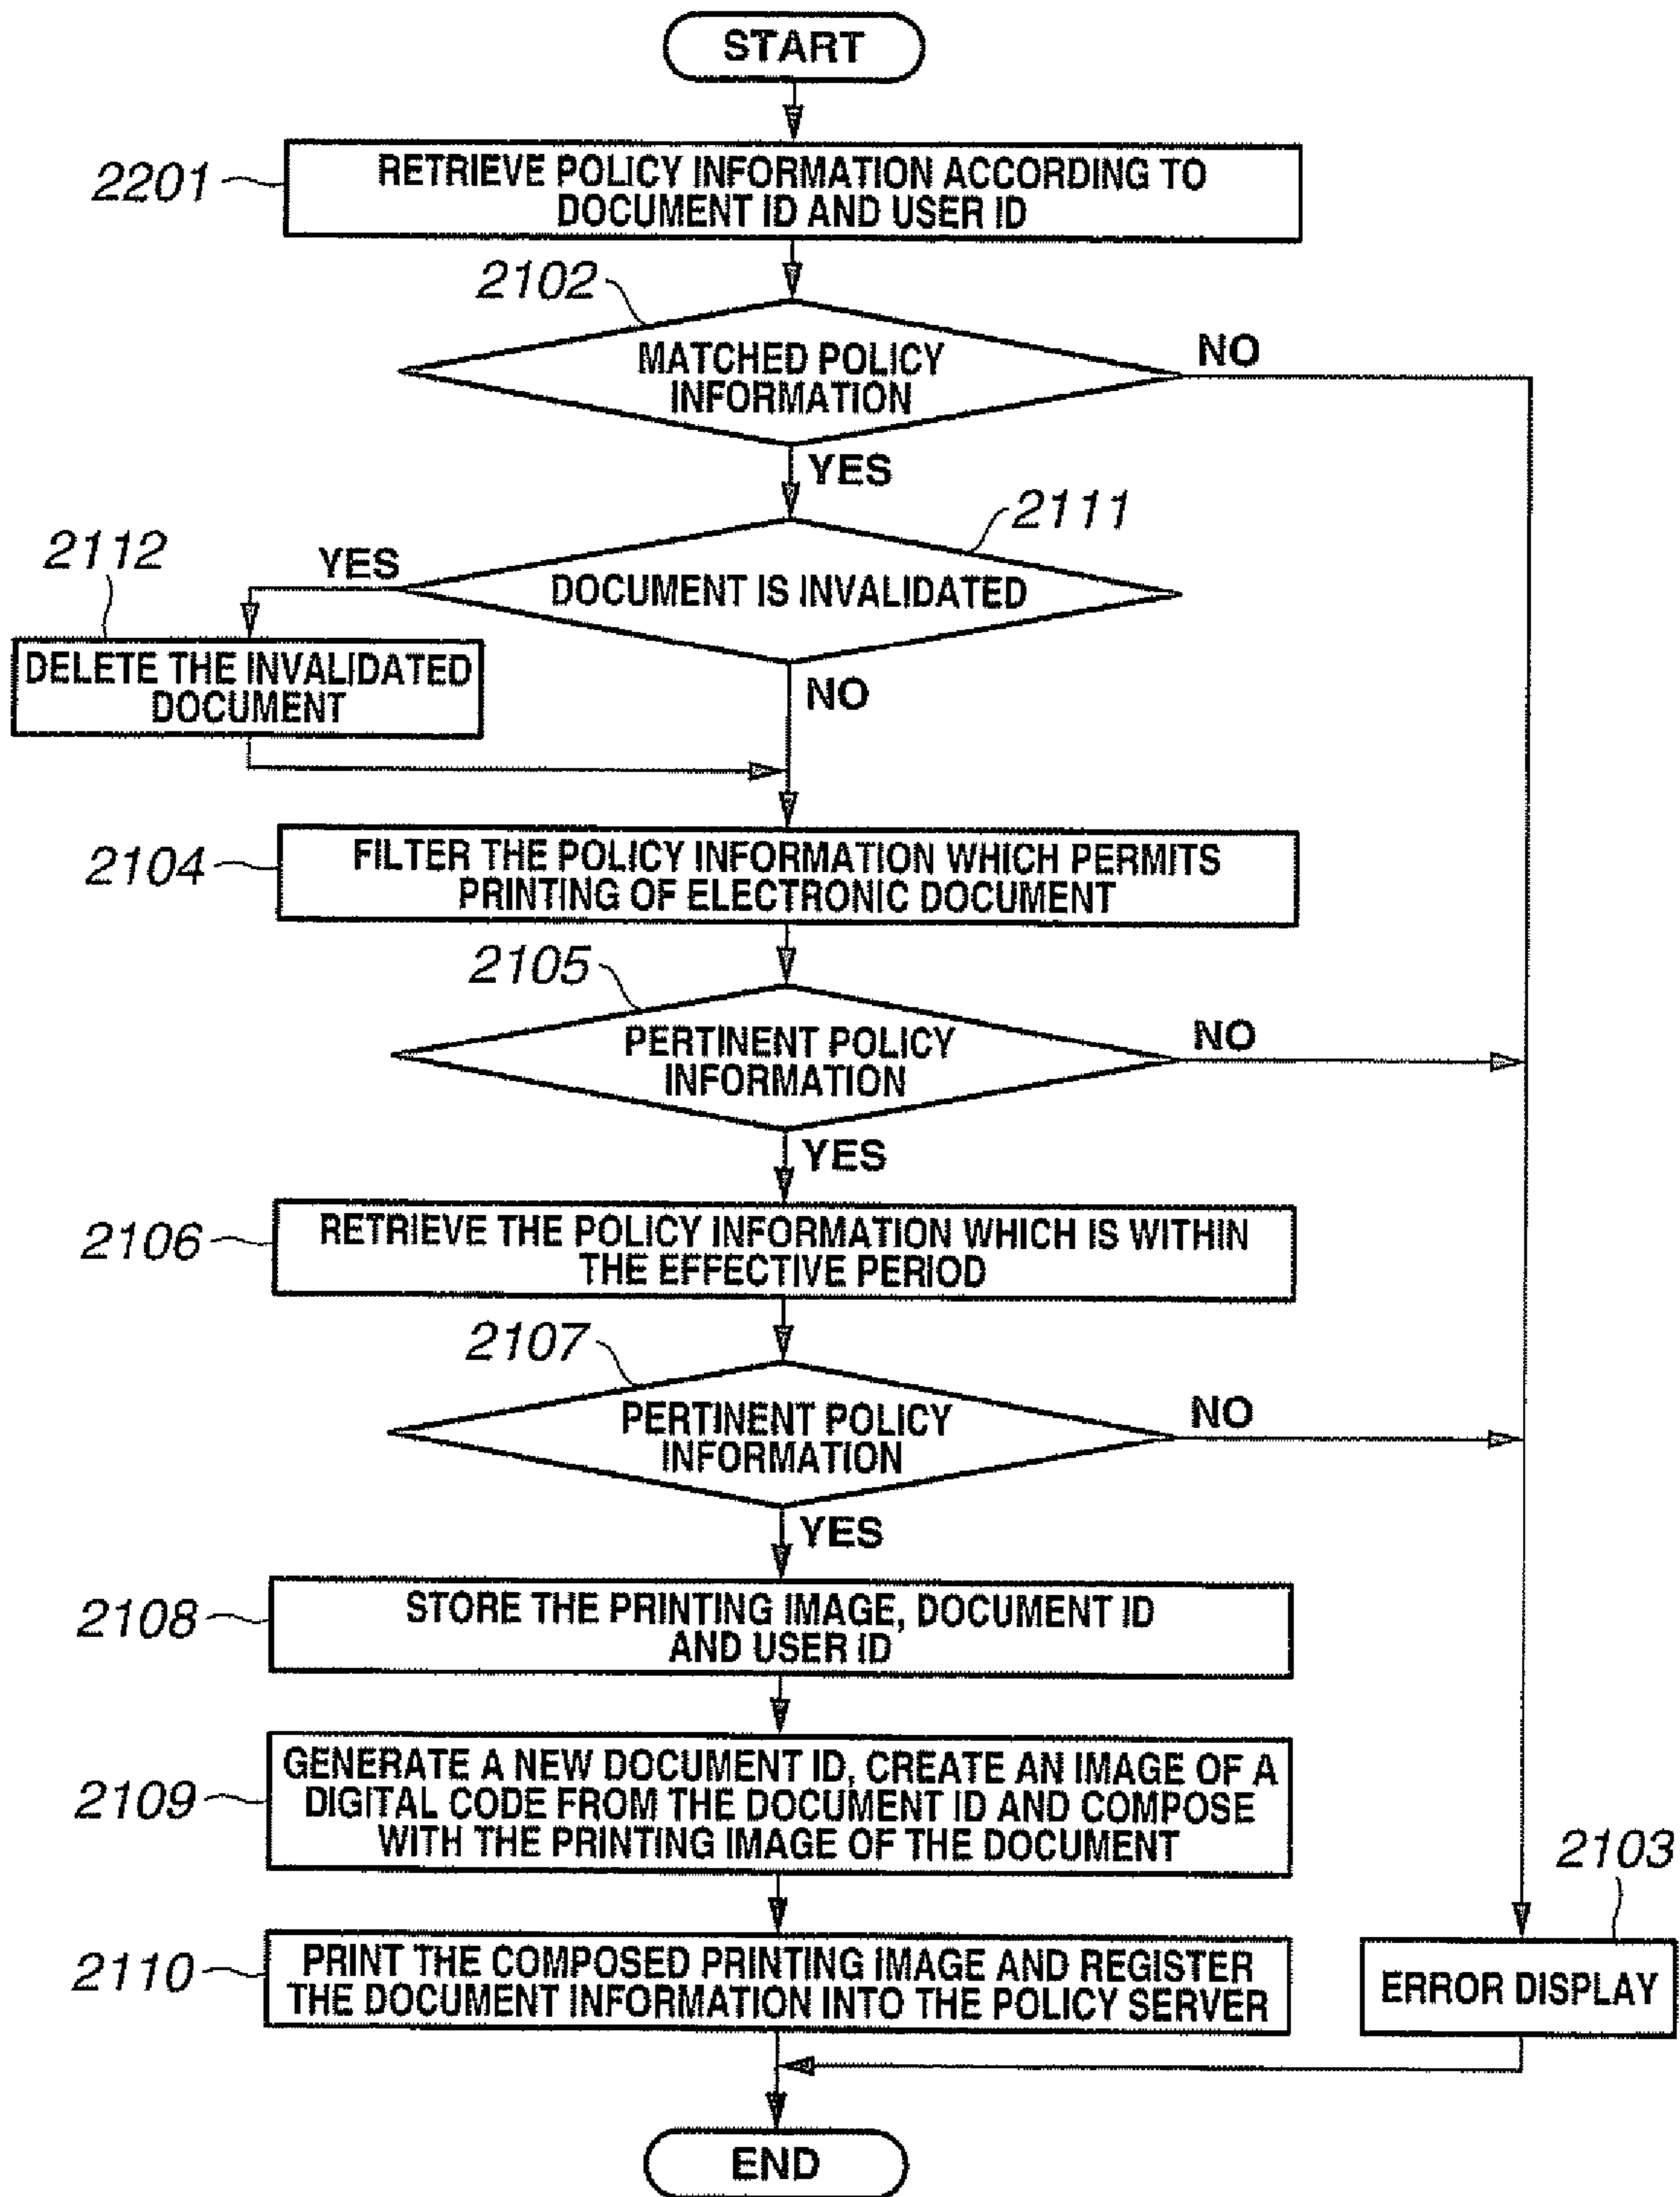 START
2201
RETRIEVE POLICY INFORMATION ACCORDING TO
DOCUMENT ID AND USER ID
2102
MATCHED POLICY
INFORMATION
NO
YES
2111
DOCUMENT IS INVALIDATED
YES
2112
DELETE THE INVALIDATED
DOCUMENT
NO
2104
FILTER THE POLICY INFORMATION WHICH PERMITS
PRINTING OF ELECTRONIC DOCUMENT
2105
PERTINENT POLICY
INFORMATION
NO
YES
2106
RETRIEVE THE POLICY INFORMATION WHICH IS WITHIN
THE EFFECTIVE PERIOD
2107
PERTINENT POLICY
INFORMATION
NO
YES
2108
STORE THE PRINTING IMAGE, DOCUMENT ID
AND USER ID
2109
GENERATE A NEW DOCUMENT ID, CREATE AN IMAGE OF A
DIGITAL CODE FROM THE DOCUMENT ID AND COMPOSE
WITH THE PRINTING IMAGE OF THE DOCUMENT
2110
PRINT THE COMPOSED PRINTING IMAGE AND REGISTER
THE DOCUMENT INFORMATION INTO THE POLICY SERVER
2103
ERROR DISPLAY
END